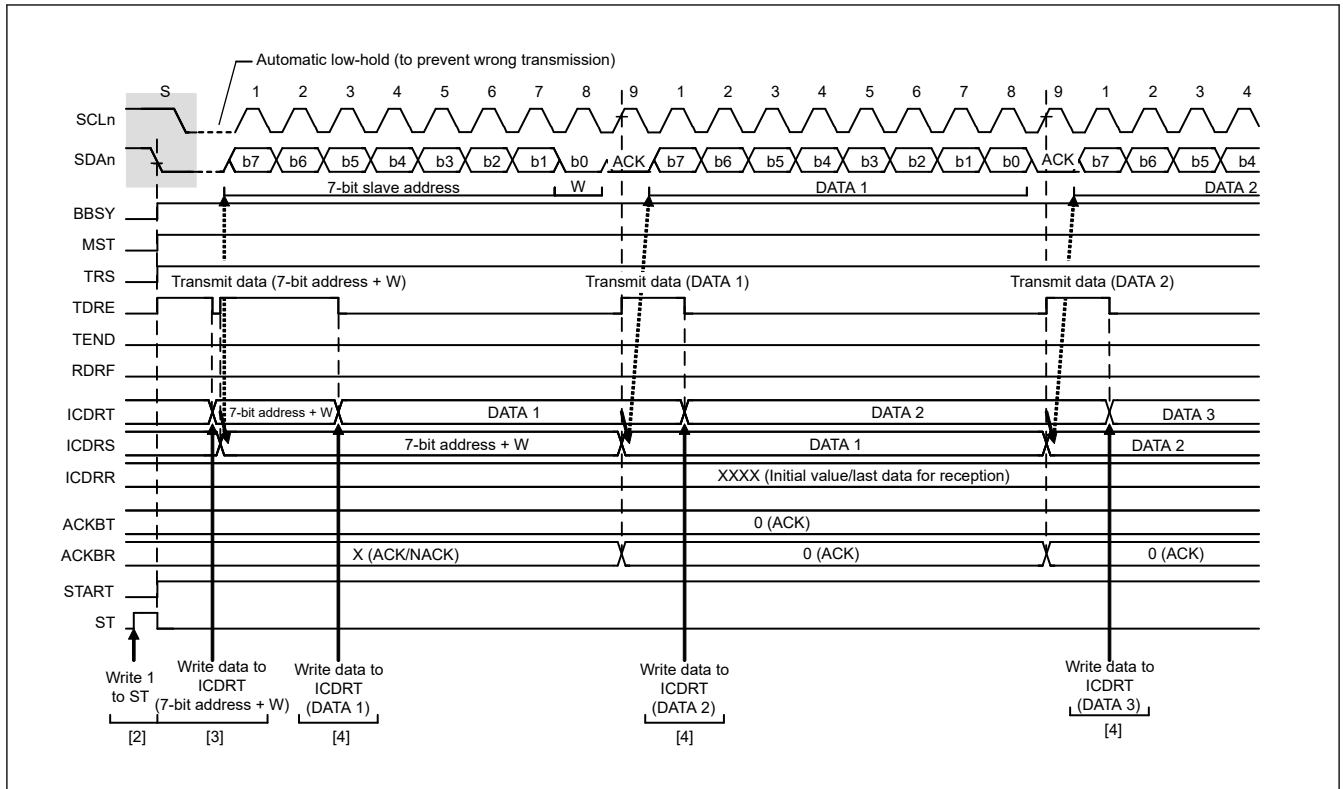 Automatic low-hold (to prevent wrong transmission)
S 1 2 3 4 5 6 7 8 9 1 2 3 4 5 6 7 8 9 1 2 3 4
SCLn
SDAn b7 b6 b5 b4 b3 b2 b1 b0 ACK b7 b6 b5 b4 b3 b2 b1 b0 ACK b7 b6 b5 b4
7-bit slave address W DATA 1 DATA 2
BBSY
MST
TRS
Transmit data (7-bit address + W) Transmit data (DATA 1) Transmit data (DATA 2)
TDRE
TEND
RDRF
ICDRT 7-bit address + W DATA 1 DATA 2 DATA 3
ICDRS 7-bit address + W DATA 1 DATA 2
ICDRR XXXX (Initial value/last data for reception)
ACKBT 0 (ACK)
ACKBR X (ACK/NACK) 0 (ACK) 0 (ACK)
START
ST
Write 1
to ST
[2]
Write data to
ICDRT
(7-bit address + W)
[3]
Write data to
ICDRT
(DATA 1)
[4]
Write data to
ICDRT
(DATA 2)
[4]
Write data to
ICDRT
(DATA 3)
[4]